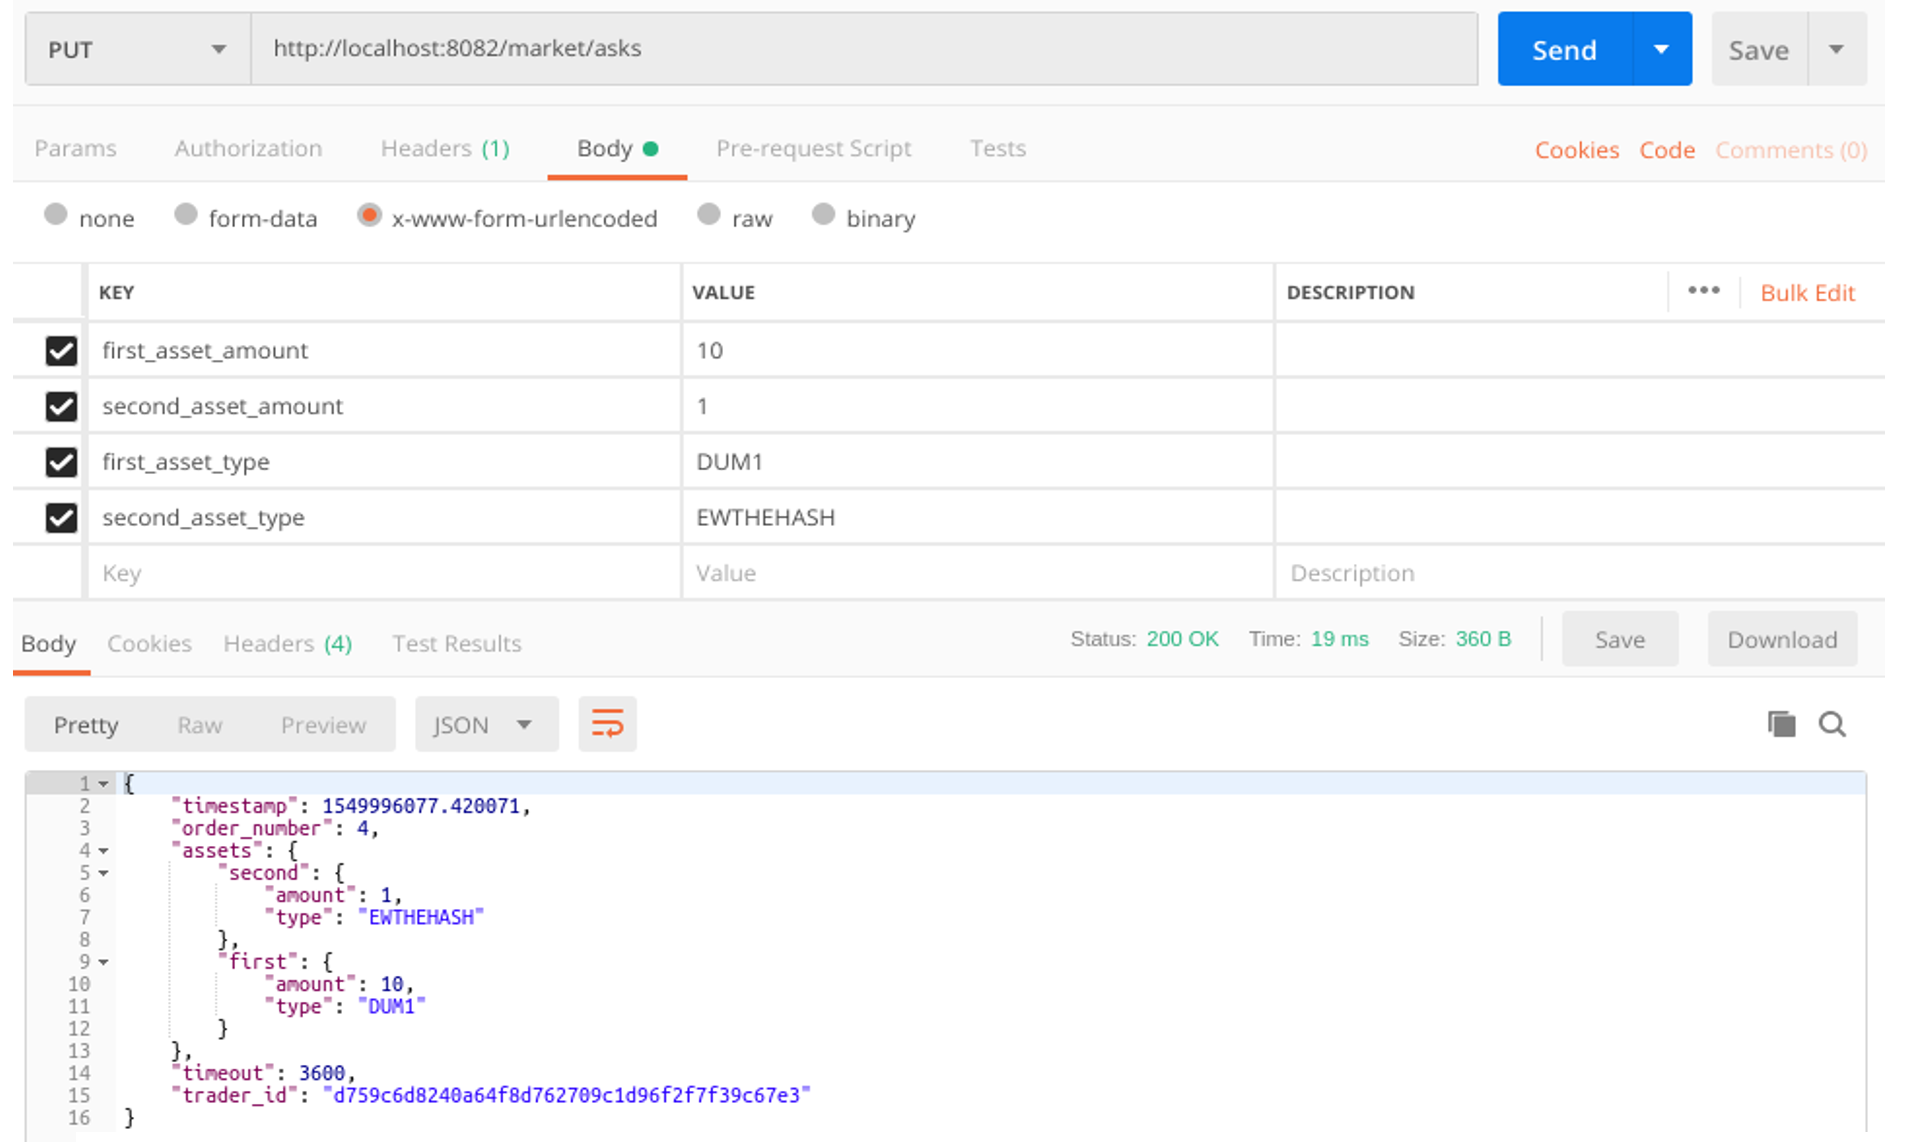 PUT http://localhost:8082/market/asks Send Save
Params Authorization Headers (1) Body Pre-request Script Tests Cookies Code Comments (0)
none form-data x-www-form-urlencoded raw binary
KEY VALUE DESCRIPTION ••• Bulk Edit
first_asset_amount 10
second_asset_amount 1
first_asset_type DUM1
second_asset_type EWTHEHASH
Key Value Description
Body Cookies Headers (4) Test Results Status: 200 OK Time: 19 ms Size: 360 B Save Download
Pretty Raw Preview JSON
1 {
2 "timestamp": 1549996077.420071,
3 "order_number": 4,
4 "assets": {
5 "second": {
6 "amount": 1,
7 "type": "EWTHEHASH"
8 },
9 "first": {
10 "amount": 10,
11 "type": "DUM1"
12 }
13 },
14 "timeout": 3600,
15 "trader_id": "d759c6d8240a64f8d762709c1d96f2f7f39c67e3"
16 }